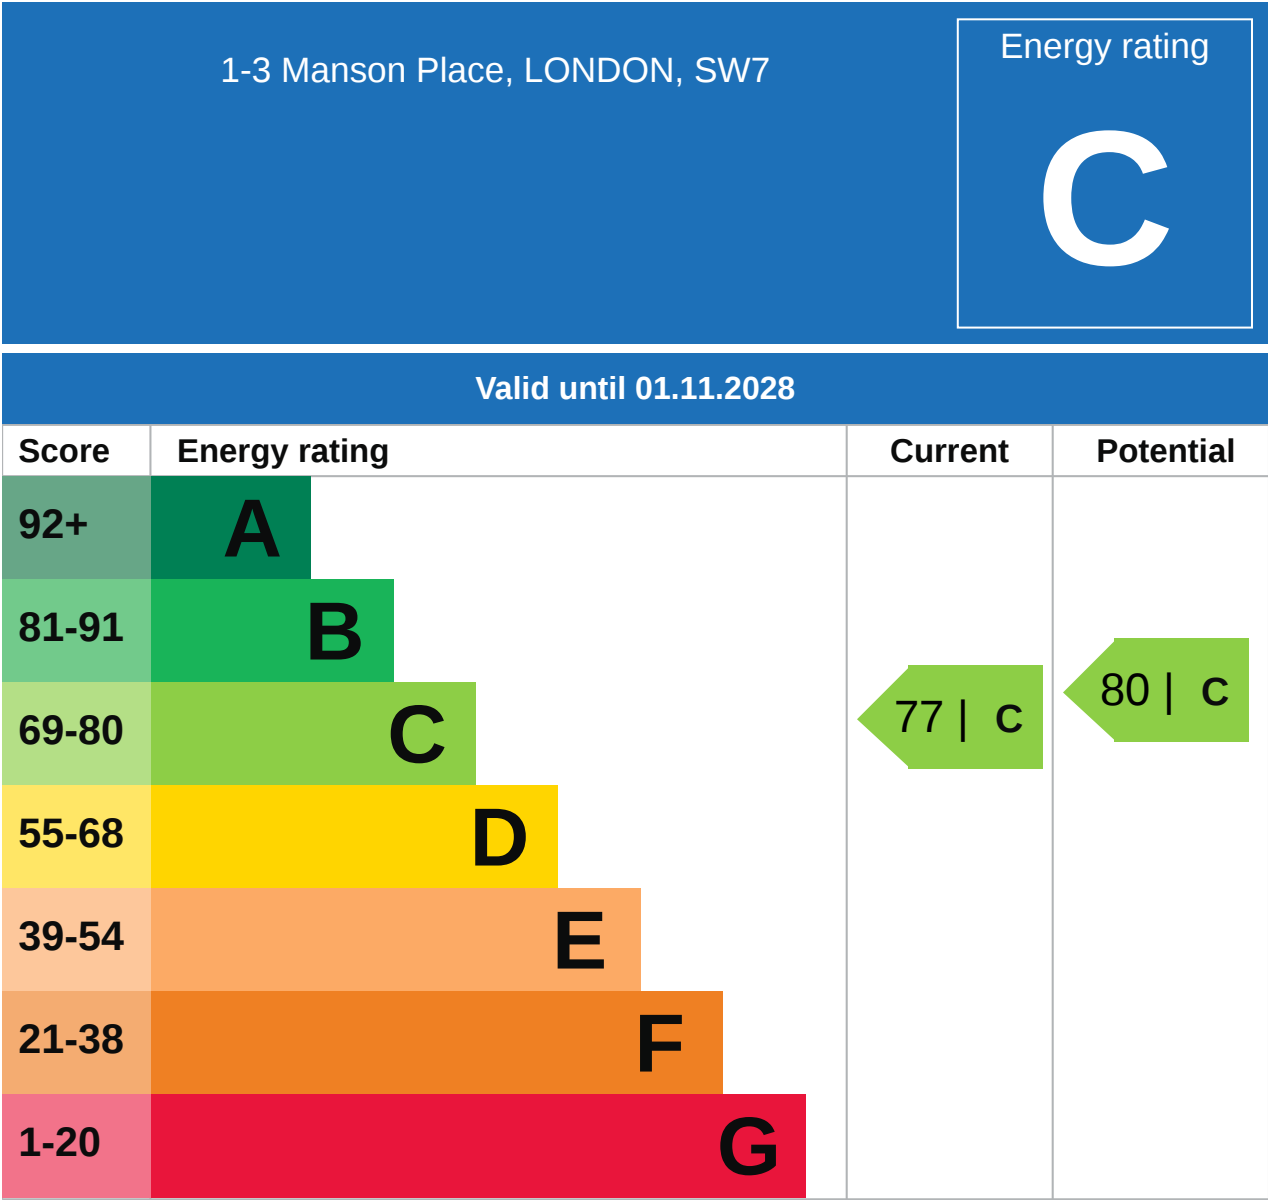 1-3 Manson Place, LONDON, SW7
Energy rating
C
Valid until 01.11.2028
Score Energy rating Current Potential
92+ A
81-91 B
69-80 C
77 | C
80 | C
55-68 D
39-54 E
21-38 F
1-20 G